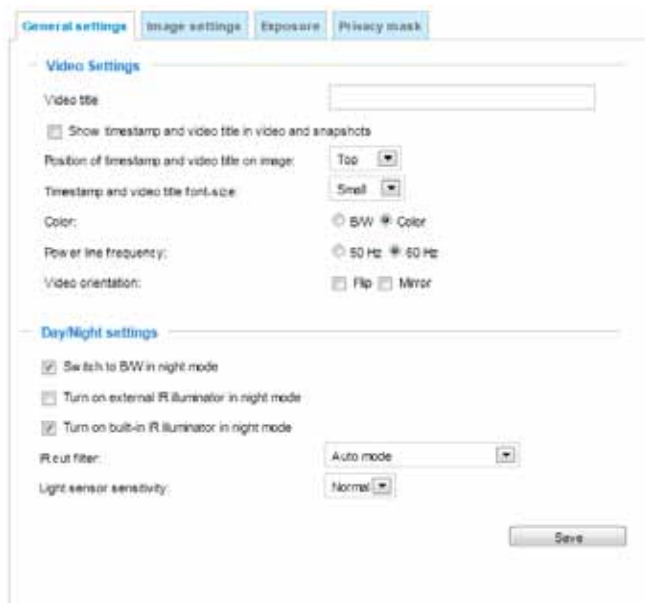 General settings Image settings Exposure Privacy mask
Video Settings
Video title
Show timestamp and video title in video and snapshots
Position of timestamp and video title on image: Top
Timestamp and video title font-size: Small
Color: B/W Color
Power line frequency: 50 Hz 60 Hz
Video orientation: Flip Mirror
Day/Night settings
Switch to B/W in night mode
Turn on external IR illuminator in night mode
Turn on built-in IR illuminator in night mode
IR cut filter: Auto mode
Light sensor sensitivity: Normal
Save